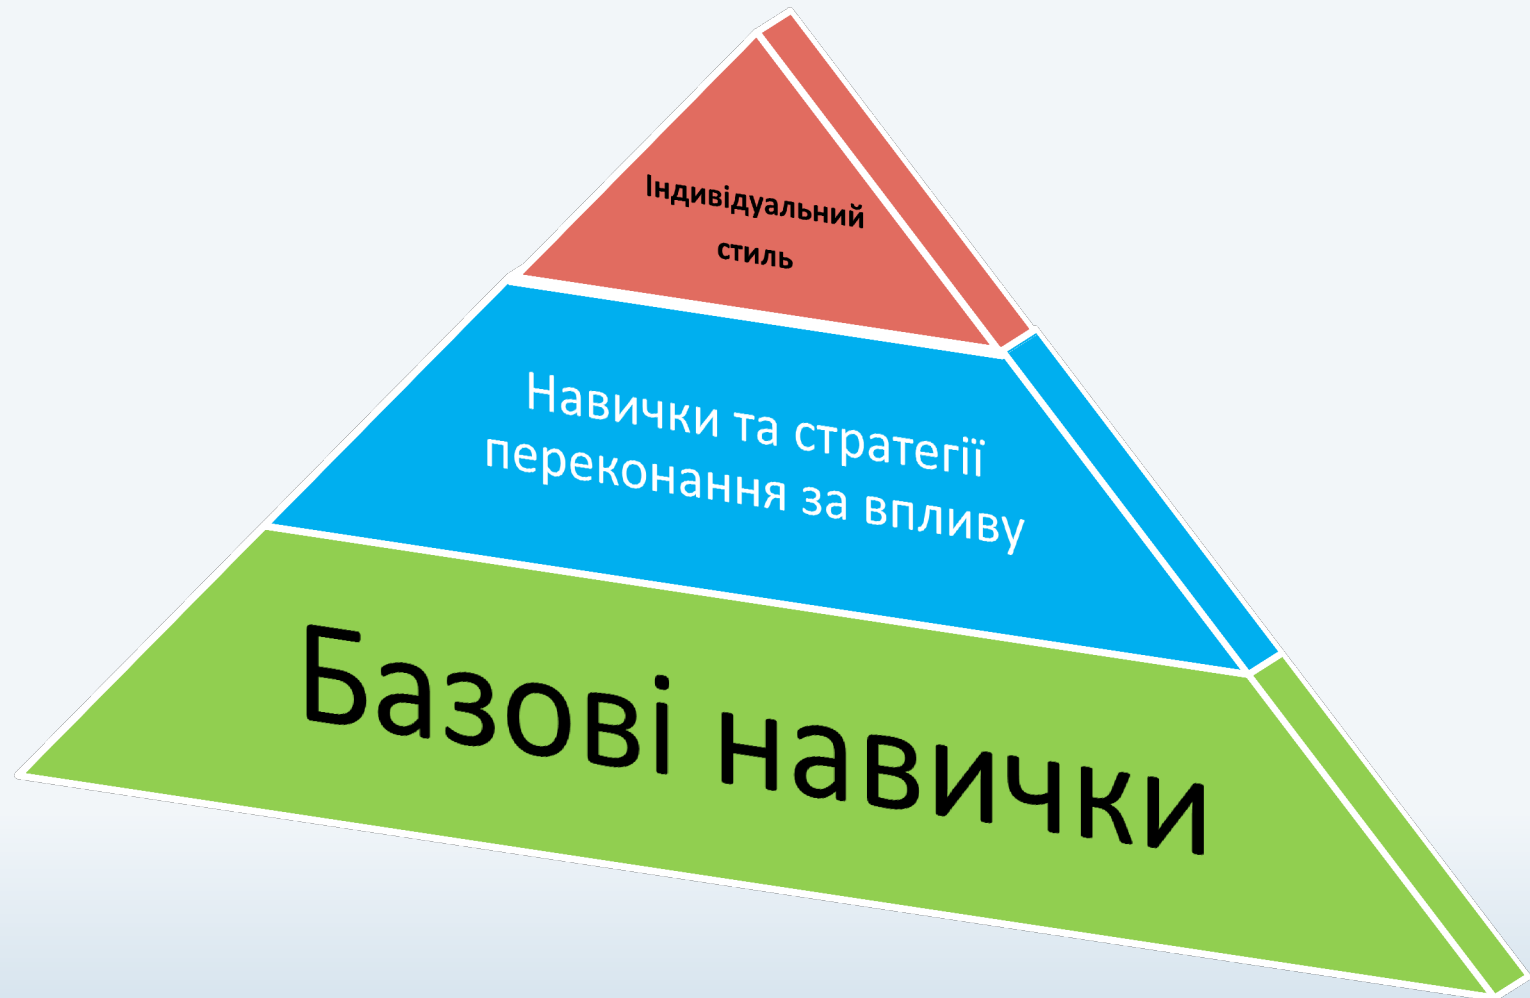 Індивідуальний
стиль
Навички та стратегії
переконання за впливу
Базові навички